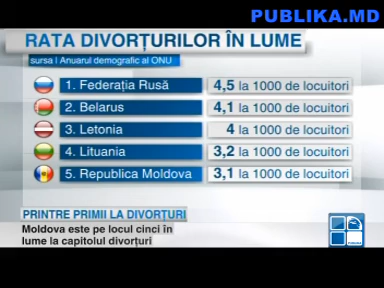 PUBLIKA.MD
RATA DIVORȚURILOR ÎN LUME
sursa | Anuarul demografic al ONU
1. Federația Rusă 4,5 la 1000 de locuitori
2. Belarus 4,1 la 1000 de locuitori
3. Letonia 4 la 1000 de locuitori
4. Lituania 3,2 la 1000 de locuitori
5. Republica Moldova 3,1 la 1000 de locuitori
PRINTRE PRIMII LA DIVORȚURI
Moldova este pe locul cinci în
lume la capitolul divorțuri